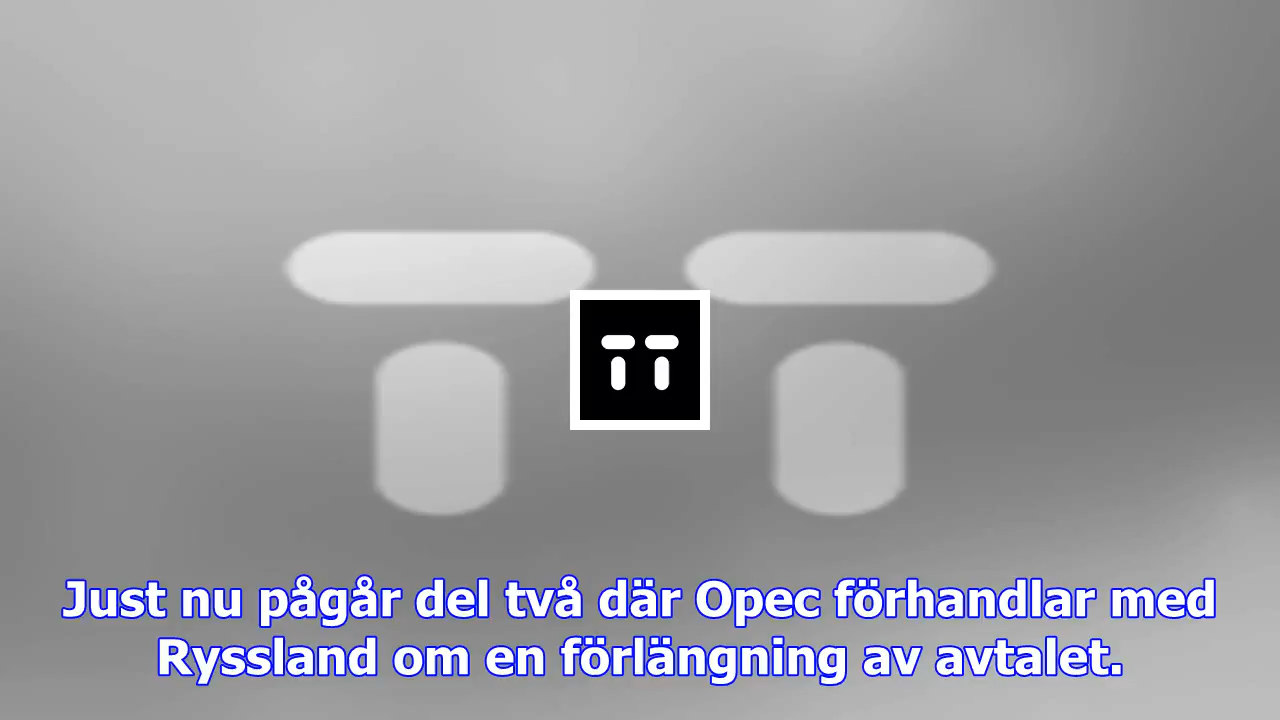 Just nu pågår del två där Opec förhandlar med
Ryssland om en förlängning av avtalet.